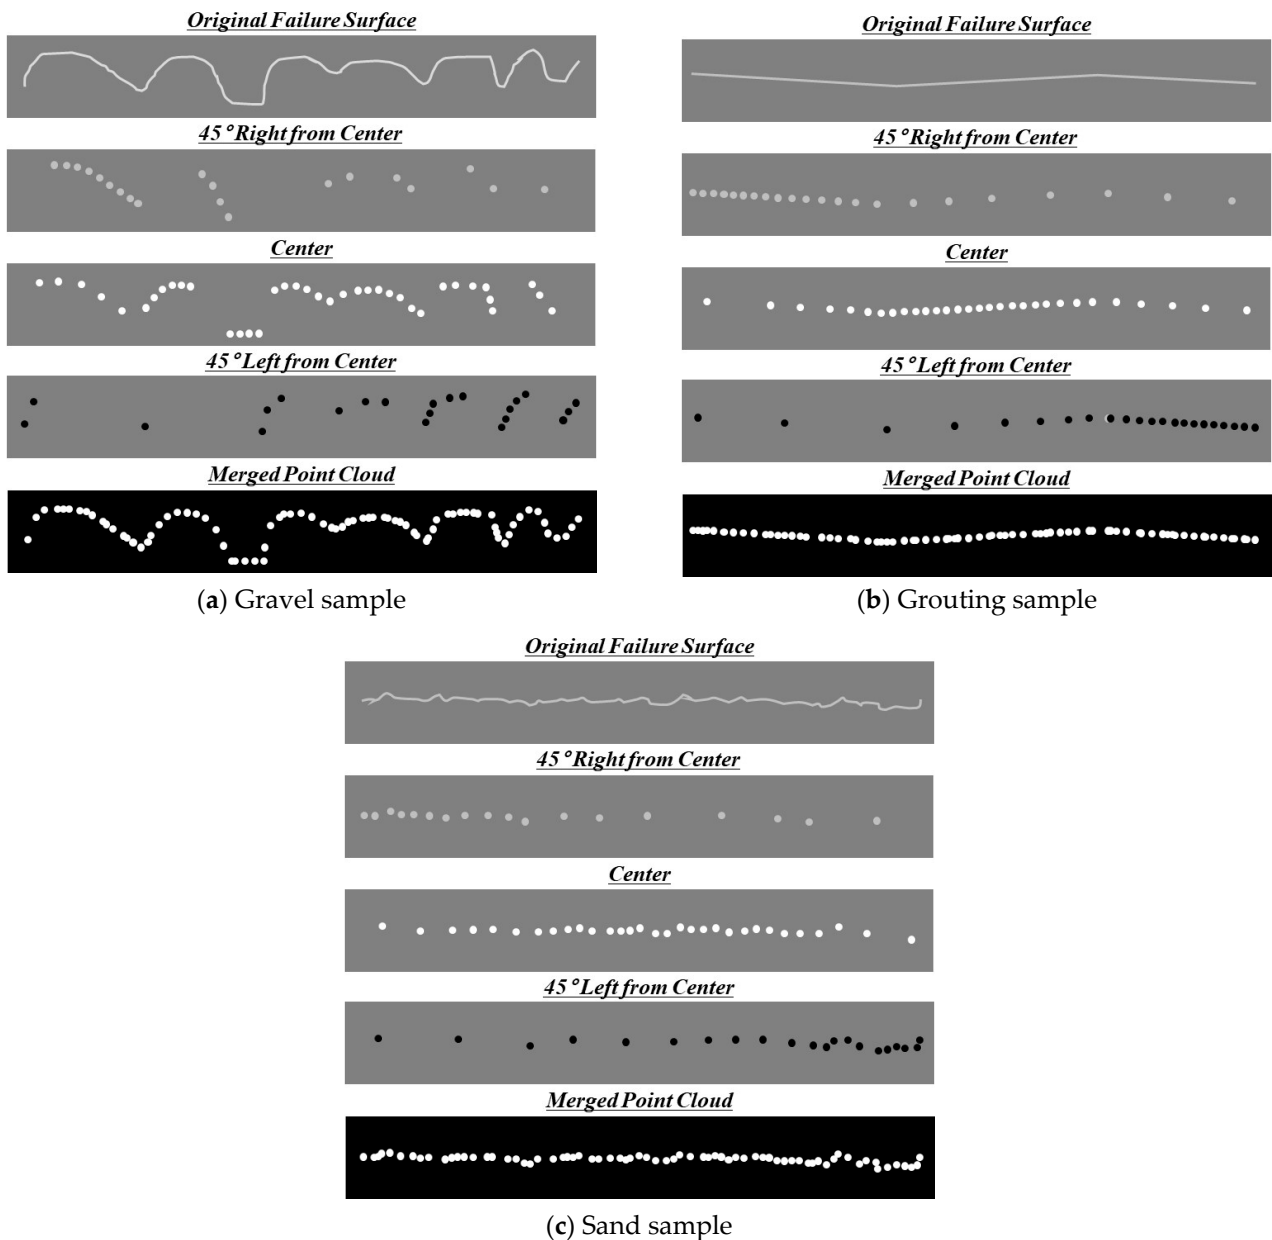 Original Failure Surface
45°Right from Center
Center
45°Left from Center
Merged Point Cloud
(a) Gravel sample
Original Failure Surface
45°Right from Center
Center
45°Left from Center
Merged Point Cloud
(b) Grouting sample
Original Failure Surface
45°Right from Center
Center
45°Left from Center
Merged Point Cloud
(c) Sand sample